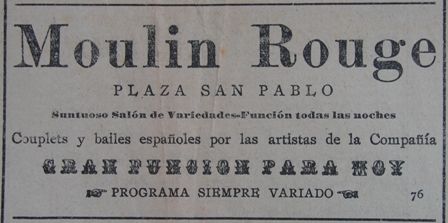 Moulin Rouge
PLAZA SAN PABLO
Suntuoso Salón de Variedades-Función todas las noches
Couplets y bailes españoles por las artistas de la Compañía
GRAN FUNCION PARA HOY
PROGRAMA SIEMPRE VARIADO 76